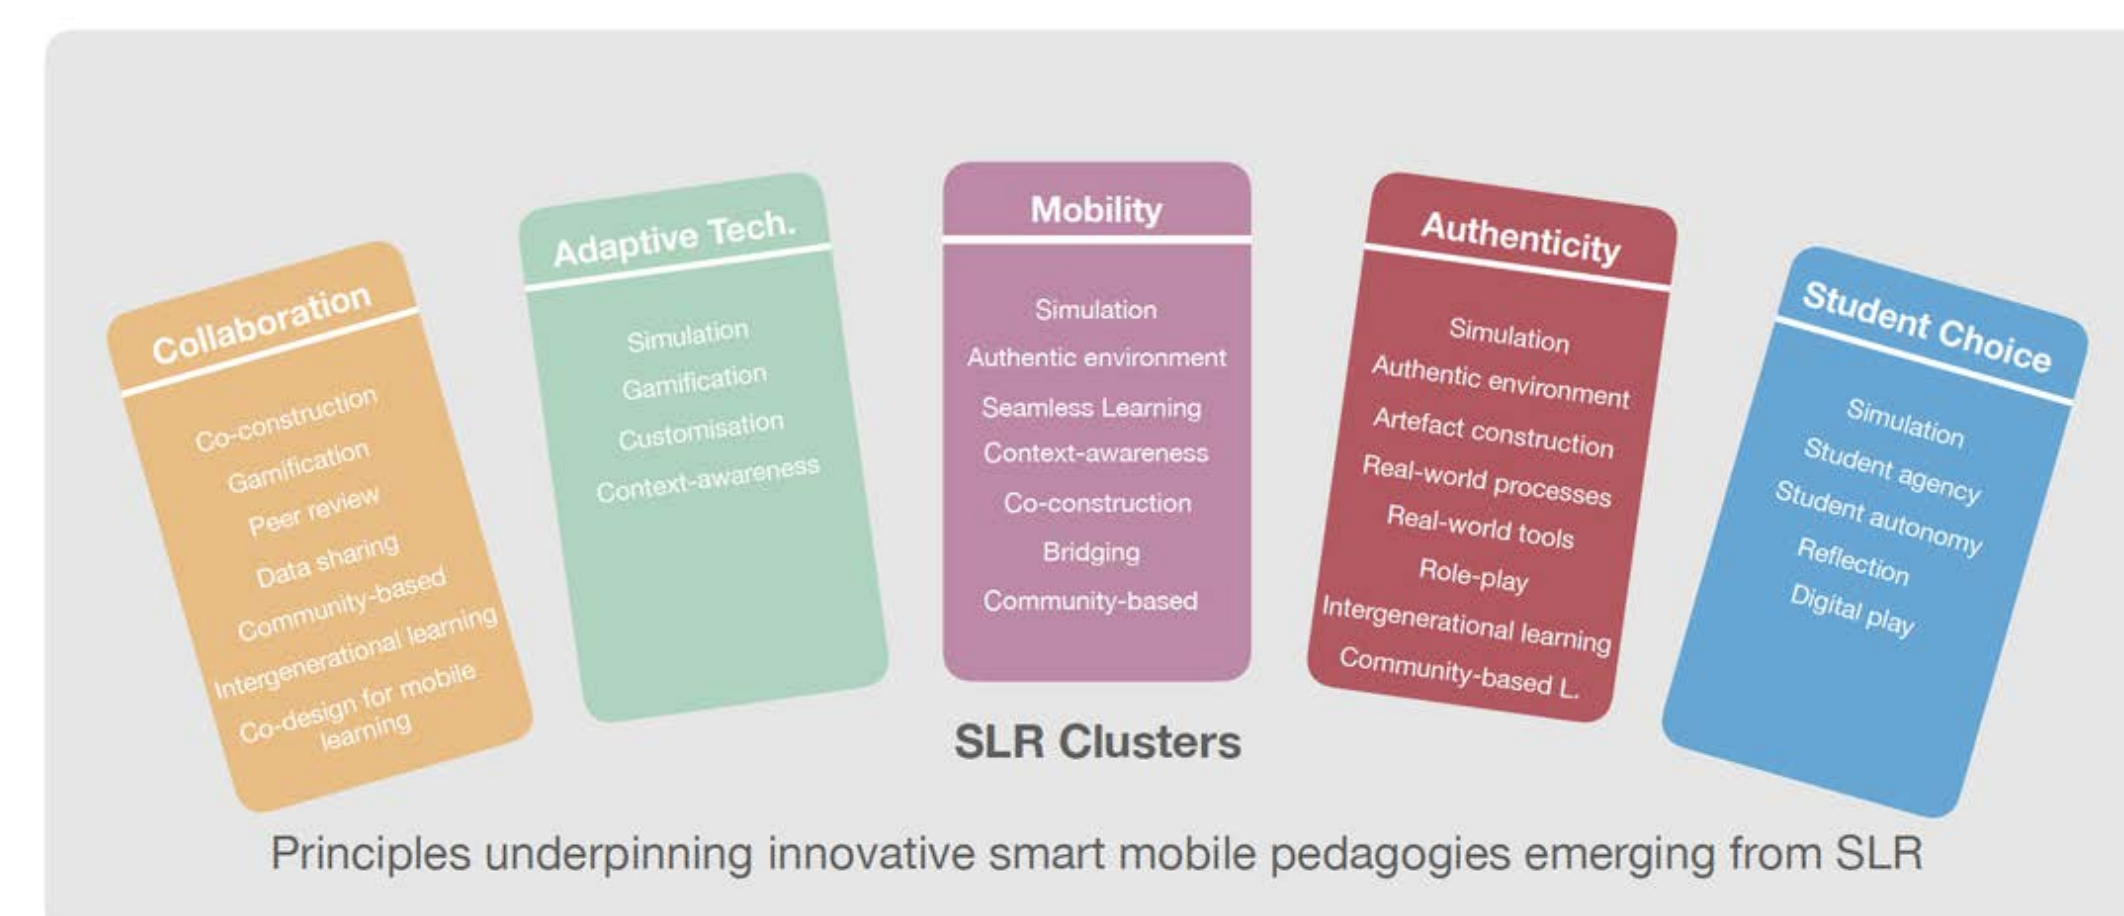 Collaboration
Co-construction
Gamification
Peer review
Data sharing
Community-based
Intergenerational learning
Co-design for mobile
learning
Adaptive Tech.
Simulation
Gamification
Customisation
Context-awareness
Mobility
Simulation
Authentic environment
Seamless Learning
Context-awareness
Co-construction
Bridging
Community-based
Authenticity
Simulation
Authentic environment
Artefact construction
Real-world processes
Real-world tools
Role-play
Intergenerational learning
Community-based L.
Student Choice
Simulation
Student agency
Student autonomy
Reflection
Digital play
SLR Clusters
Principles underpinning innovative smart mobile pedagogies emerging from SLR